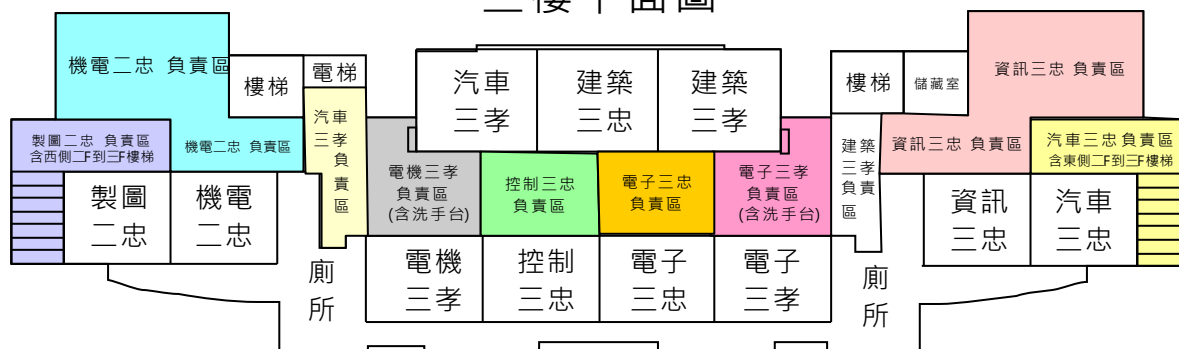 三樓平面圖
機電二忠 負責區
樓梯
電梯
汽車
三孝
建築
三忠
建築
三孝
樓梯
儲藏室
資訊三忠 負責區
製圖二忠 負責區
含西側二F到三F樓梯
機電二忠 負責區
汽車
三孝
負責
區
電機三孝
負責區
(含洗手台)
控制三忠
負責區
電子三忠
負責區
電子三孝
負責區
(含洗手台)
建築
三孝
負責
區
資訊三忠 負責區
汽車三忠負責區
含東側二F到三F樓梯
製圖
二忠
機電
二忠
資訊
三忠
汽車
三忠
廁
所
電機
三孝
控制
三忠
電子
三忠
電子
三孝
廁
所